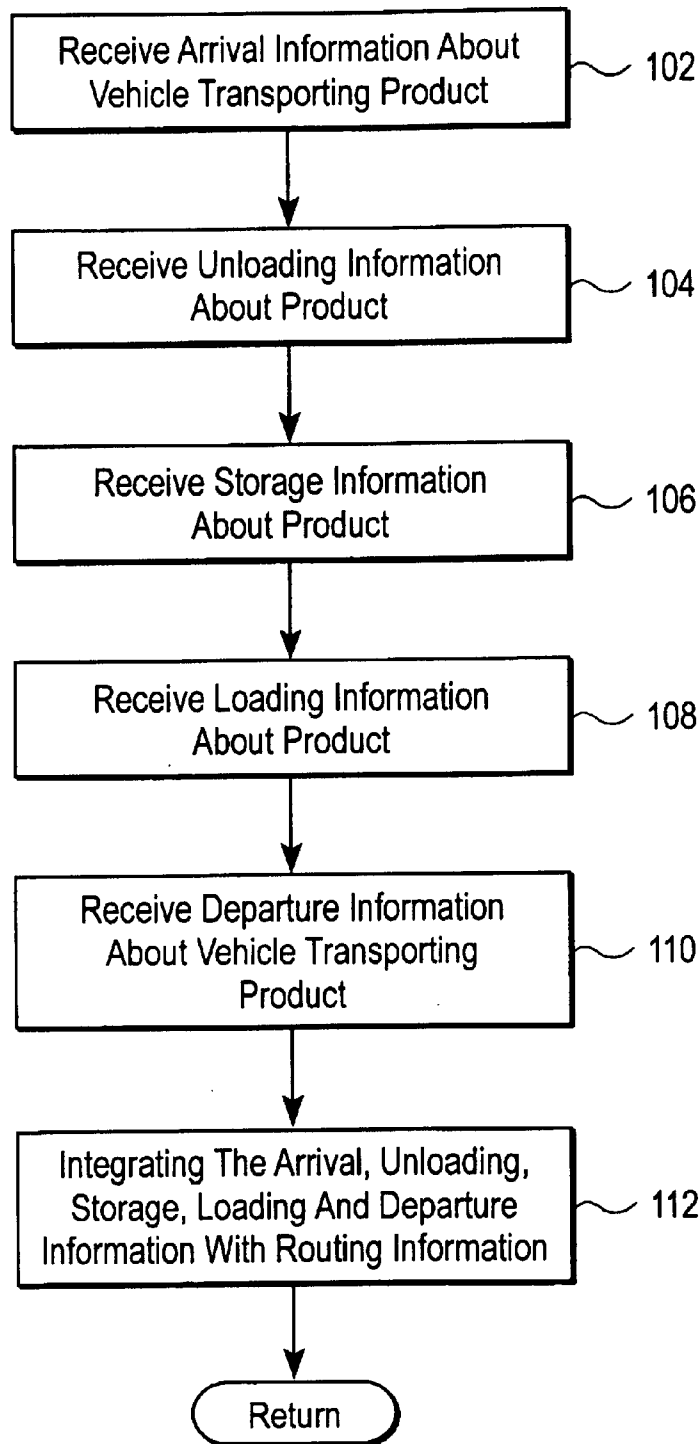 Receive Arrival Information About
Vehicle Transporting Product
102
Receive Unloading Information
About Product
104
Receive Storage Information
About Product
106
Receive Loading Information
About Product
108
Receive Departure Information
About Vehicle Transporting
Product
110
Integrating The Arrival, Unloading,
Storage, Loading And Departure
Information With Routing Information
112
Return